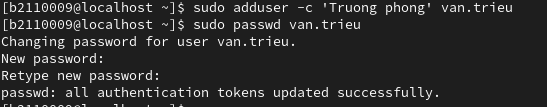 [b2110009@localhost ~]$ sudo adduser -c 'Truong phong' van.trieu
[b2110009@localhost ~]$ sudo passwd van.trieu
Changing password for user van.trieu.
New password:
Retype new password:
passwd: all authentication tokens updated successfully.